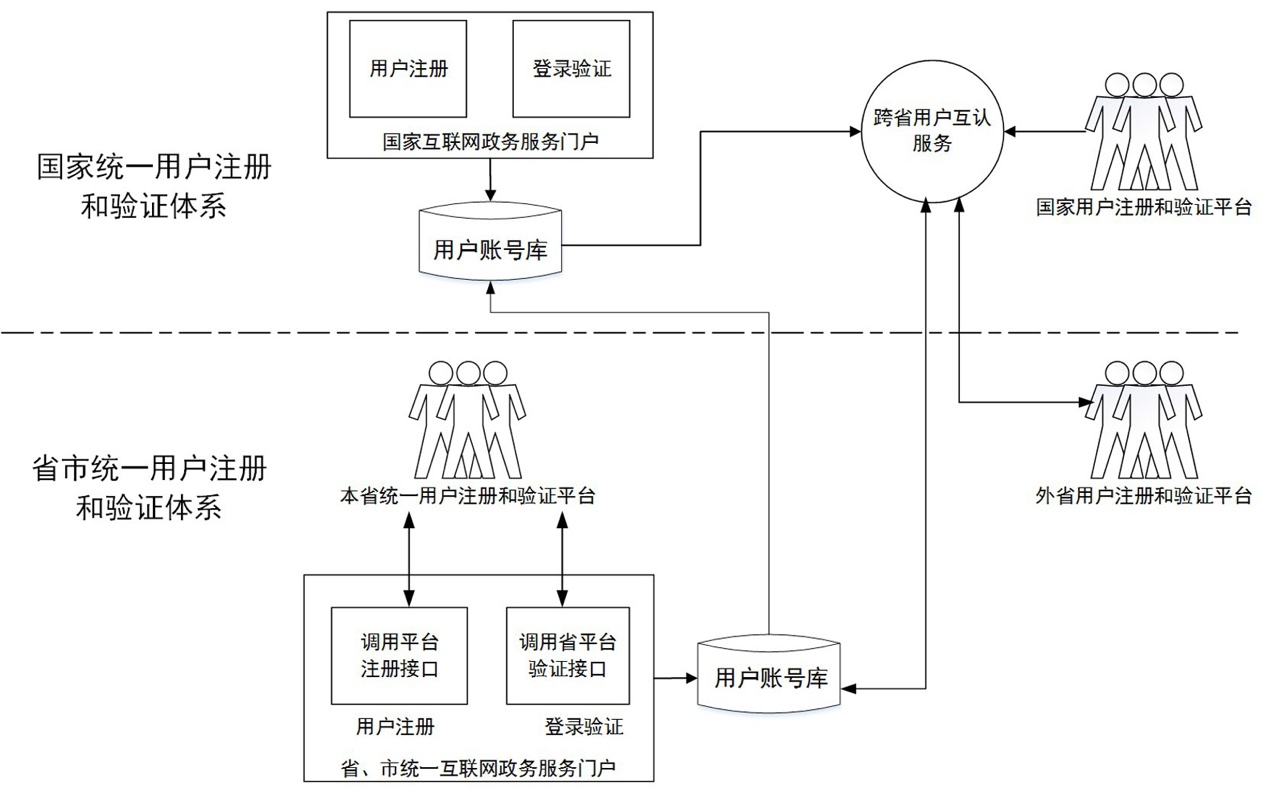 用户注册
登录验证
国家互联网政务服务门户
国家统一用户注册
和验证体系
用户账号库
跨省用户互认
服务
国家用户注册和验证平台
省市统一用户注册
和验证体系
本省统一用户注册和验证平台
外省用户注册和验证平台
调用平台
注册接口
调用省平台
验证接口
用户注册
登录验证
省、市统一互联网政务服务门户
用户账号库